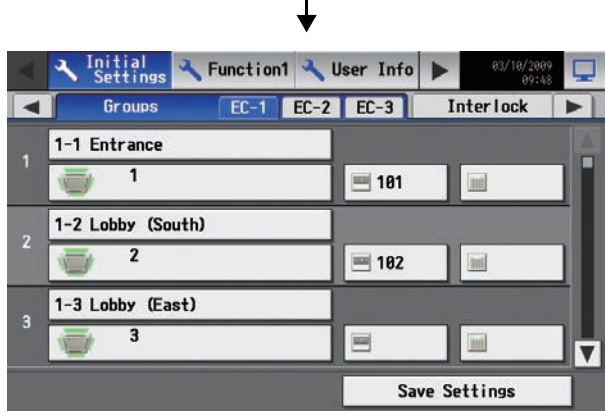 Initial Settings
Function1
User Info
03/10/2009
09:48
Groups
EC-1
EC-2
EC-3
Interlock
1
1-1 Entrance
1
101
2
1-2 Lobby (South)
2
102
3
1-3 Lobby (East)
3
Save Settings